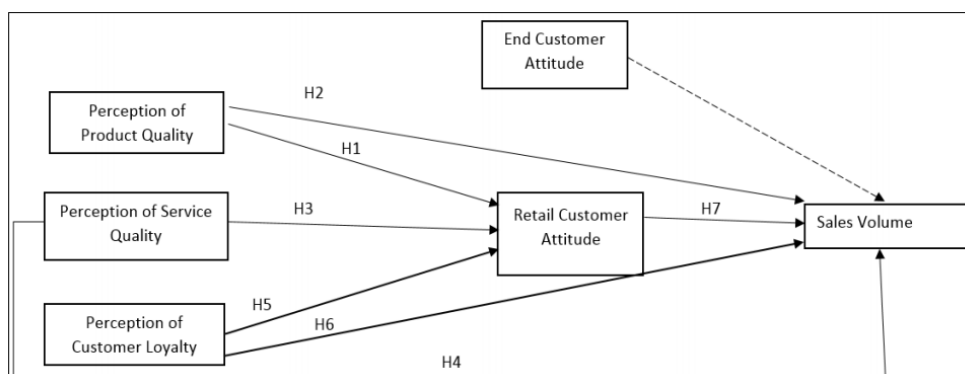 End Customer
Attitude
H2
Perception of
Product Quality
H1
Perception of Service
Quality
H3
Retail Customer
Attitude
H7
Sales Volume
H5
H6
Perception of
Customer Loyalty
H4